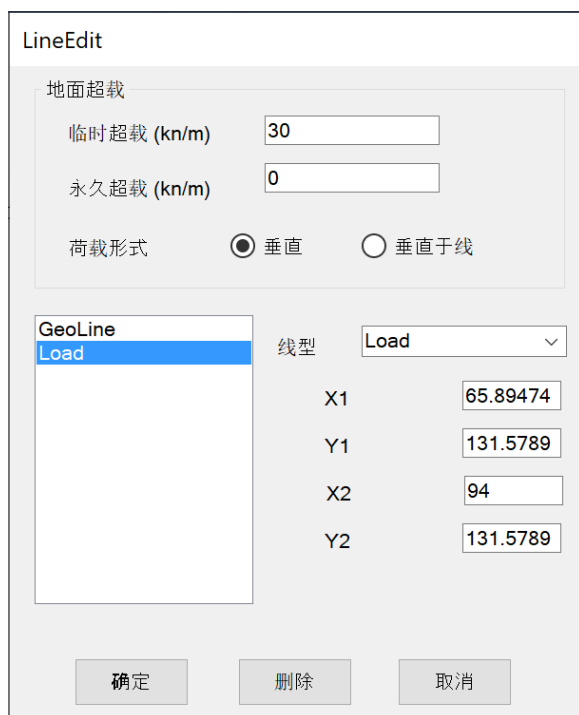 LineEdit
地面超载
临时超载 (kn/m) 30
永久超载 (kn/m) 0
荷载形式 垂直 垂直于线
GeoLine
Load
线型 Load
X1 65.89474
Y1 131.5789
X2 94
Y2 131.5789
确定 删除 取消